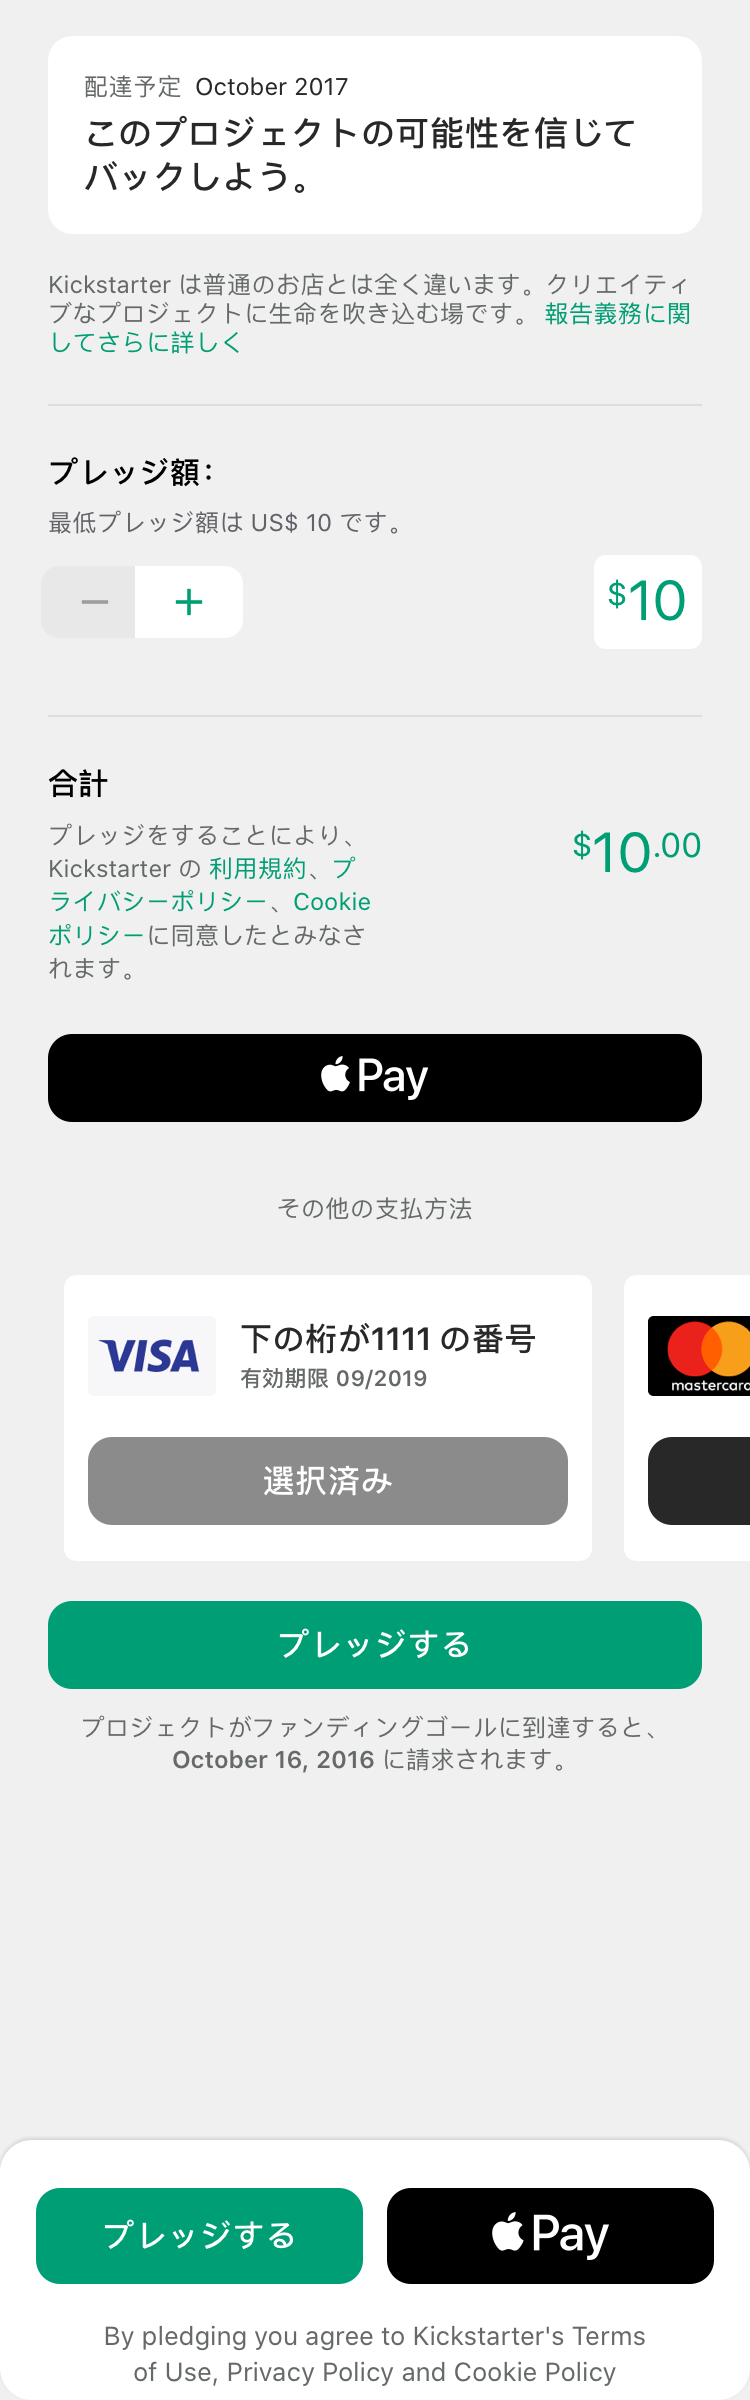 配達予定 October 2017
このプロジェクトの可能性を信じて
バックしよう。
Kickstarter は普通のお店とは全く違います。クリエイティ
ブなプロジェクトに生命を吹き込む場です。 報告義務に関
してさらに詳しく
プレッジ額：
最低プレッジ額は US$ 10 です。
− +
$10
合計
プレッジをすることにより、
Kickstarter の 利用規約、プ
ライバシーポリシー、Cookie
ポリシーに同意したとみなさ
れます。
$10.00
Pay
その他の支払方法
VISA
下の桁が1111 の番号
有効期限 09/2019
選択済み
mastercard
プレッジする
プロジェクトがファンディングゴールに到達すると、
October 16, 2016 に請求されます。
プレッジする
Pay
By pledging you agree to Kickstarter's Terms
of Use, Privacy Policy and Cookie Policy